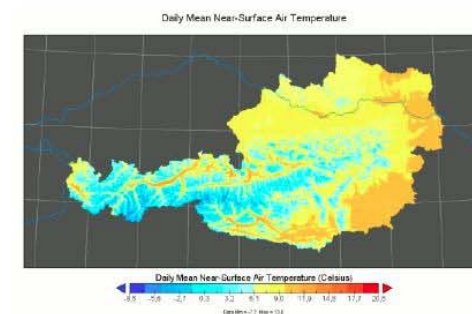 Daily Mean Near-Surface Air Temperature
Daily Mean Near-Surface Air Temperature (Celsius)
-8,5 -5,6 -2,7 0,3 3,2 6,1 9,0 11,9 14,8 17,7 20,6